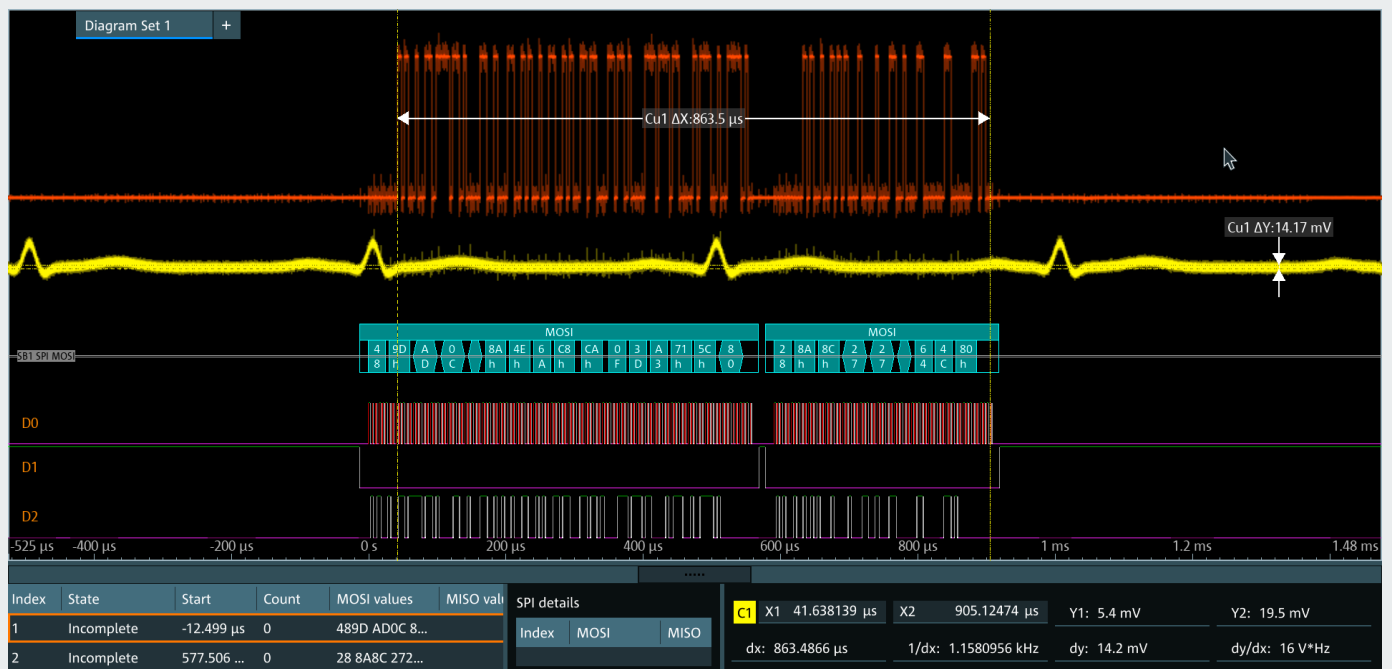 Diagram Set 1 +
Cu1 ΔX:863.5 µs
Cu1 ΔY:14.17 mV
MOSI MOSI
SB1 SPI MOSI
4 9D A 0 8A 4E 6 C8 CA 0 3 A 71 5C 8 2 8A 8C 2 2 6 4 80
8 h D C h h A h h F D 3 h h 0 8 h h 7 7 4 C h
D0
D1
D2
-525 µs -400 µs -200 µs 0 s 200 µs 400 µs 600 µs 800 µs 1 ms 1.2 ms 1.48 ms
Index State Start Count MOSI values MISO valu
1 Incomplete -12.499 µs 0 489D AD0C 8...
2 Incomplete 577.506 ... 0 28 8A8C 272...
SPI details
Index MOSI MISO
C1 X1 41.638139 µs X2 905.12474 µs Y1: 5.4 mV Y2: 19.5 mV
dx: 863.4866 µs 1/dx: 1.1580956 kHz dy: 14.2 mV dy/dx: 16 V*Hz